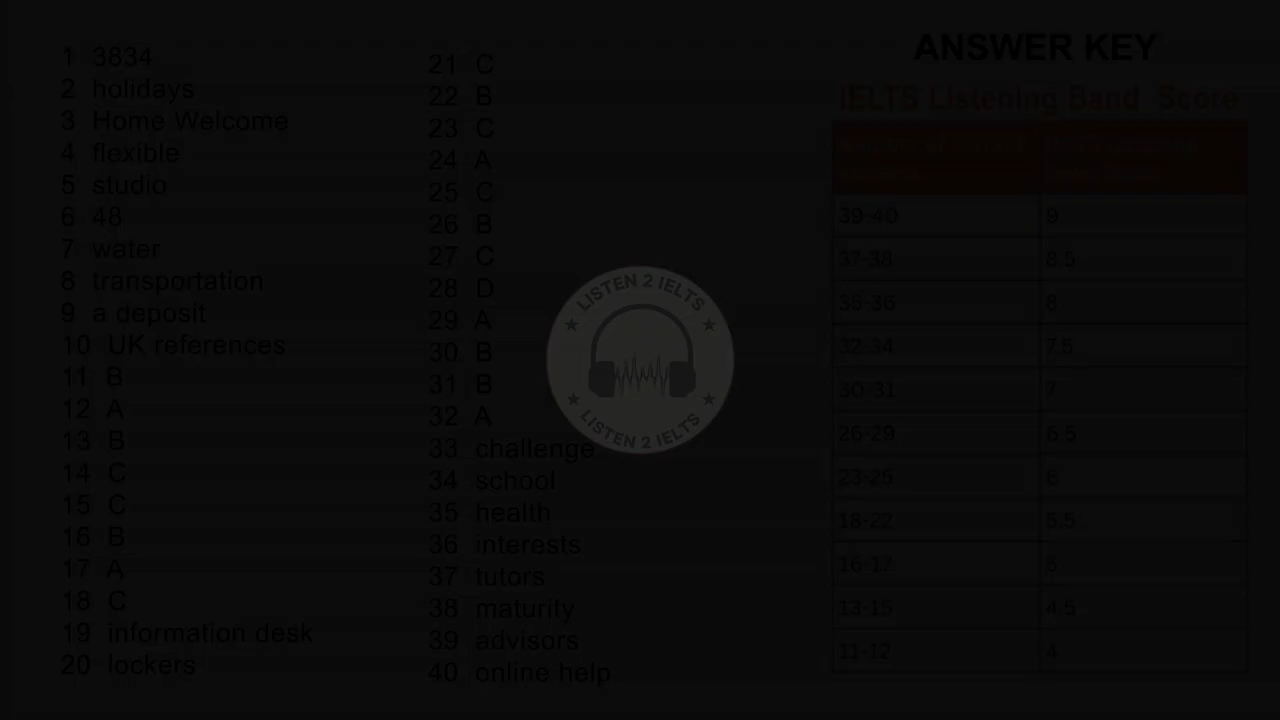 1 3834
2 holidays
3 Home Welcome
4 flexible
5 studio
6 48
7 water
8 transportation
9 a deposit
10 UK references
11 B
12 A
13 B
14 C
15 C
16 B
17 A
18 C
19 information desk
20 lockers
21 C
22 B
23 C
24 A
25 C
26 B
27 C
28 D
29 A
30 B
31 B
32 A
33 challenge
34 school
35 health
36 interests
37 tutors
38 maturity
39 advisors
40 online help
LISTEN 2 IELTS
LISTEN 2 IELTS
ANSWER KEY
IELTS Listening Band Score
39-40 9
37-38 8.5
35-36 8
32-34 7.5
30-31 7
26-29 6.5
23-25 6
18-22 5.5
16-17 5
13-15 4.5
11-12 4